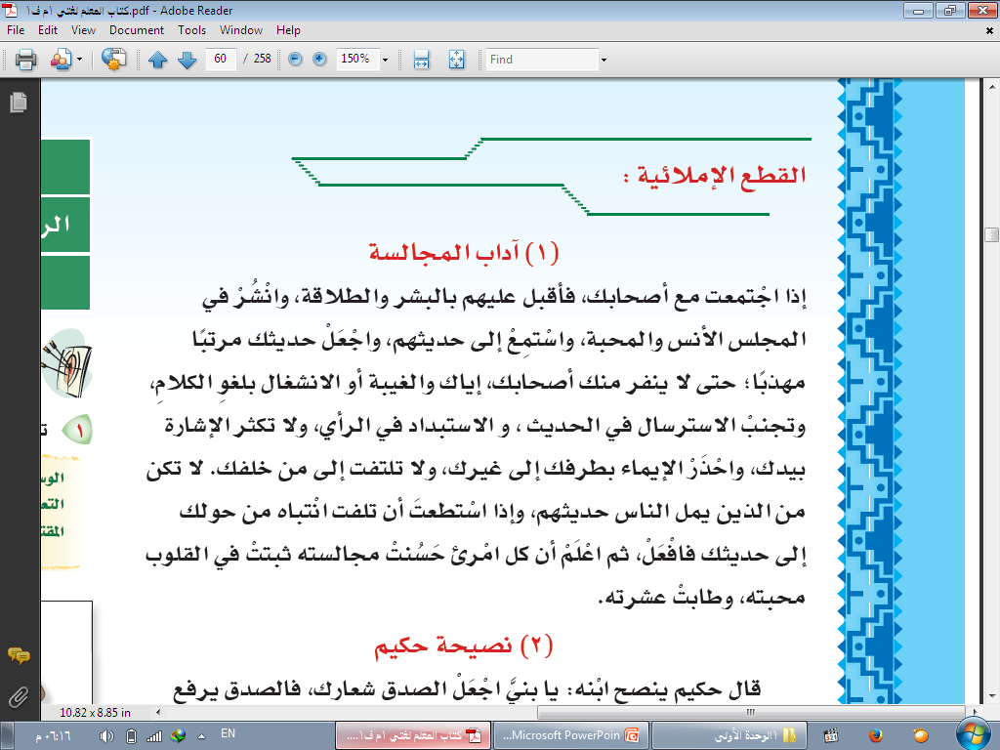 كتاب المعلم لغتي ١م ف١.pdf - Adobe Reader
File Edit View Document Tools Window Help
60 / 258 150% Find
القطع الإملائية :
(١) آداب المجالسة
إذا اجْتمعت مع أصحابك، فأقبل عليهم بالبشر والطلاقة، وانْشُرْ في
المجلس الأنس والمحبة، واسْتمِعْ إلى حديثهم، واجْعَلْ حديثك مرتبًا
مهذبًا؛ حتى لا ينفر منك أصحابك، إياك والغيبة أو الانشغال بلغوِ الكلامِ،
وتجنبْ الاسترسال في الحديث ، و الاستبداد في الرأي، ولا تكثر الإشارة
بيدك، واحْذَرْ الإيماء بطرفك إلى غيرك، ولا تلتفت إلى من خلفك. لا تكن
من الذين يمل الناس حديثهم، وإذا اسْتطعتَ أن تلفت انْتباه من حولك
إلى حديثك فافْعَلْ، ثم اعْلَمْ أن كل امْرئ حَسُنتْ مجالسته ثبتتْ في القلوب
محبته، وطابتْ عشرته.
(٢) نصيحة حكيم
قال حكيم ينصح ابْنه: يا بنيَّ اجْعَلْ الصدق شعارك، فالصدق يرفع
الر
١
الوس
التع
المقت
10.82 x 8.85 in
٠٦:١٦ م
EN
كتاب المعلم لغتي ١م ف١....
Microsoft PowerPoin...
الوحدة الأولى١